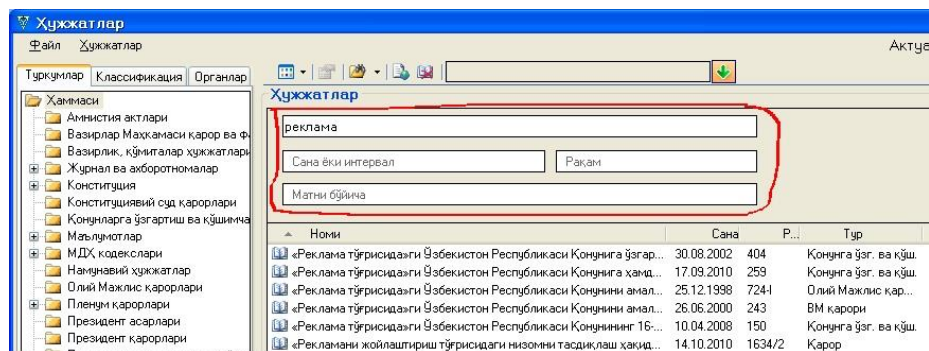 Ҳужжатлар
Файл Ҳужжатлар
Туркумлар Классификация Органлар
Ҳаммаси
Амнистия актлари
Вазирлар Маҳкамаси қарор ва ф
Вазирлик, қўмиталар ҳужжатлари
Журнал ва ахборотномалар
Конституция
Конституциявий суд қарорлари
Қонунларга ўзгартиш ва қўшимча
Маълумотлар
МДҲ кодекслари
Намунавий ҳужжатлар
Олий Мажлис қарорлари
Пленум қарорлари
Президент асарлари
Президент қарорлари
Актуа
Ҳужжатлар
реклама
Сана ёки интервал Рақам
Матни бўйича
Номи Сана Р... Тур
«Реклама тўғрисида»ги Ўзбекистон Республикаси Қонунига ўзгар... 30.08.2002 404 Қонунга ўзг. ва қўш.
«Реклама тўғрисида»ги Ўзбекистон Республикаси Қонунига ҳамд... 17.09.2010 259 Қонунга ўзг. ва қўш.
«Реклама тўғрисида»ги Ўзбекистон Республикаси Қонунини амал... 25.12.1998 724-I Олий Мажлис қар...
«Реклама тўғрисида»ги Ўзбекистон Республикаси Қонунини амал... 26.06.2000 243 ВМ қарори
«Реклама тўғрисида»ги Ўзбекистон Республикаси Қонунининг 16-... 10.04.2008 150 Қонунга ўзг. ва қўш.
«Рекламани жойлаштириш тўғрисидаги низомни тасдиқлаш ҳақид... 14.10.2010 1634/2 Қарор